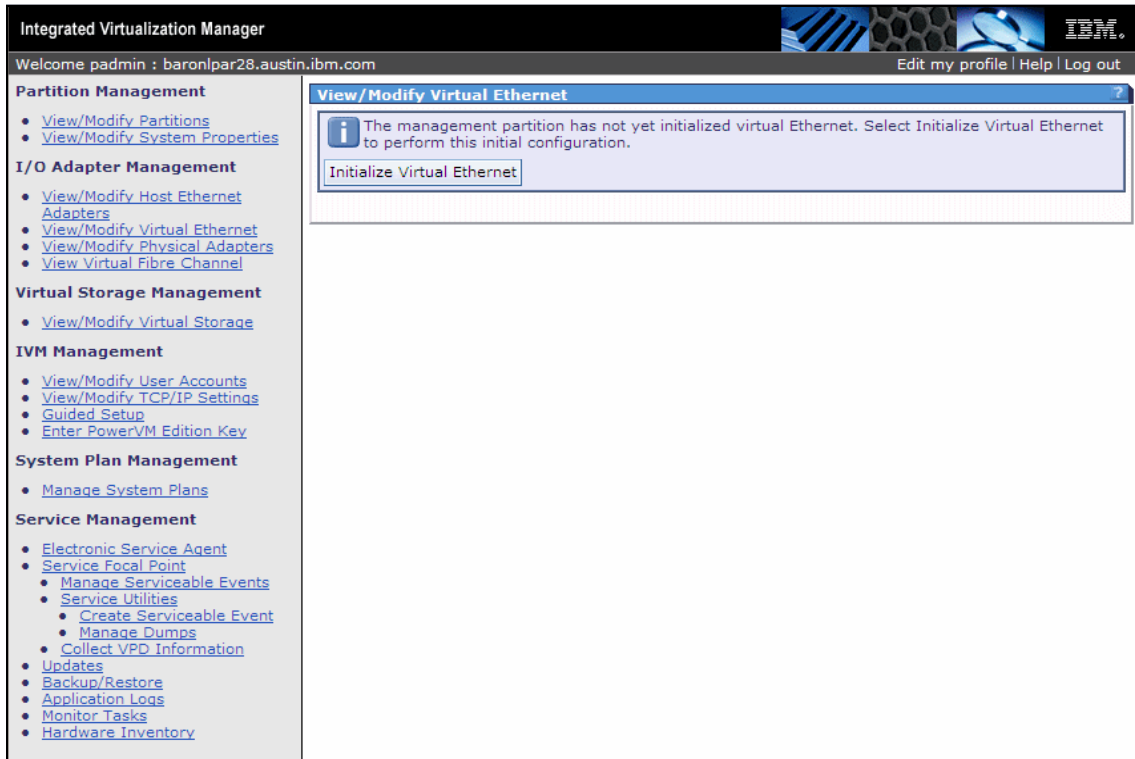 Integrated Virtualization Manager
IBM.
Welcome padmin : baronlpar28.austin.ibm.com
Edit my profile | Help | Log out
Partition Management
View/Modify Partitions
View/Modify System Properties
I/O Adapter Management
View/Modify Host Ethernet
Adapters
View/Modify Virtual Ethernet
View/Modify Physical Adapters
View Virtual Fibre Channel
Virtual Storage Management
View/Modify Virtual Storage
IVM Management
View/Modify User Accounts
View/Modify TCP/IP Settings
Guided Setup
Enter PowerVM Edition Key
System Plan Management
Manage System Plans
Service Management
Electronic Service Agent
Service Focal Point
Manage Serviceable Events
Service Utilities
Create Serviceable Event
Manage Dumps
Collect VPD Information
Updates
Backup/Restore
Application Logs
Monitor Tasks
Hardware Inventory
View/Modify Virtual Ethernet
?
The management partition has not yet initialized virtual Ethernet. Select Initialize Virtual Ethernet
to perform this initial configuration.
Initialize Virtual Ethernet